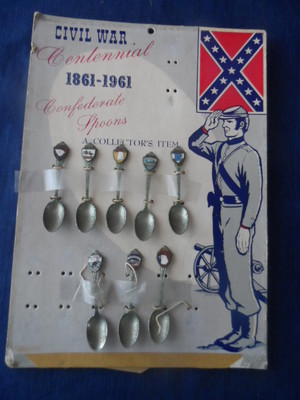 CIVIL WAR
Centennial
1861-1961
Confederate
Spoons
A COLLECTOR'S ITEM